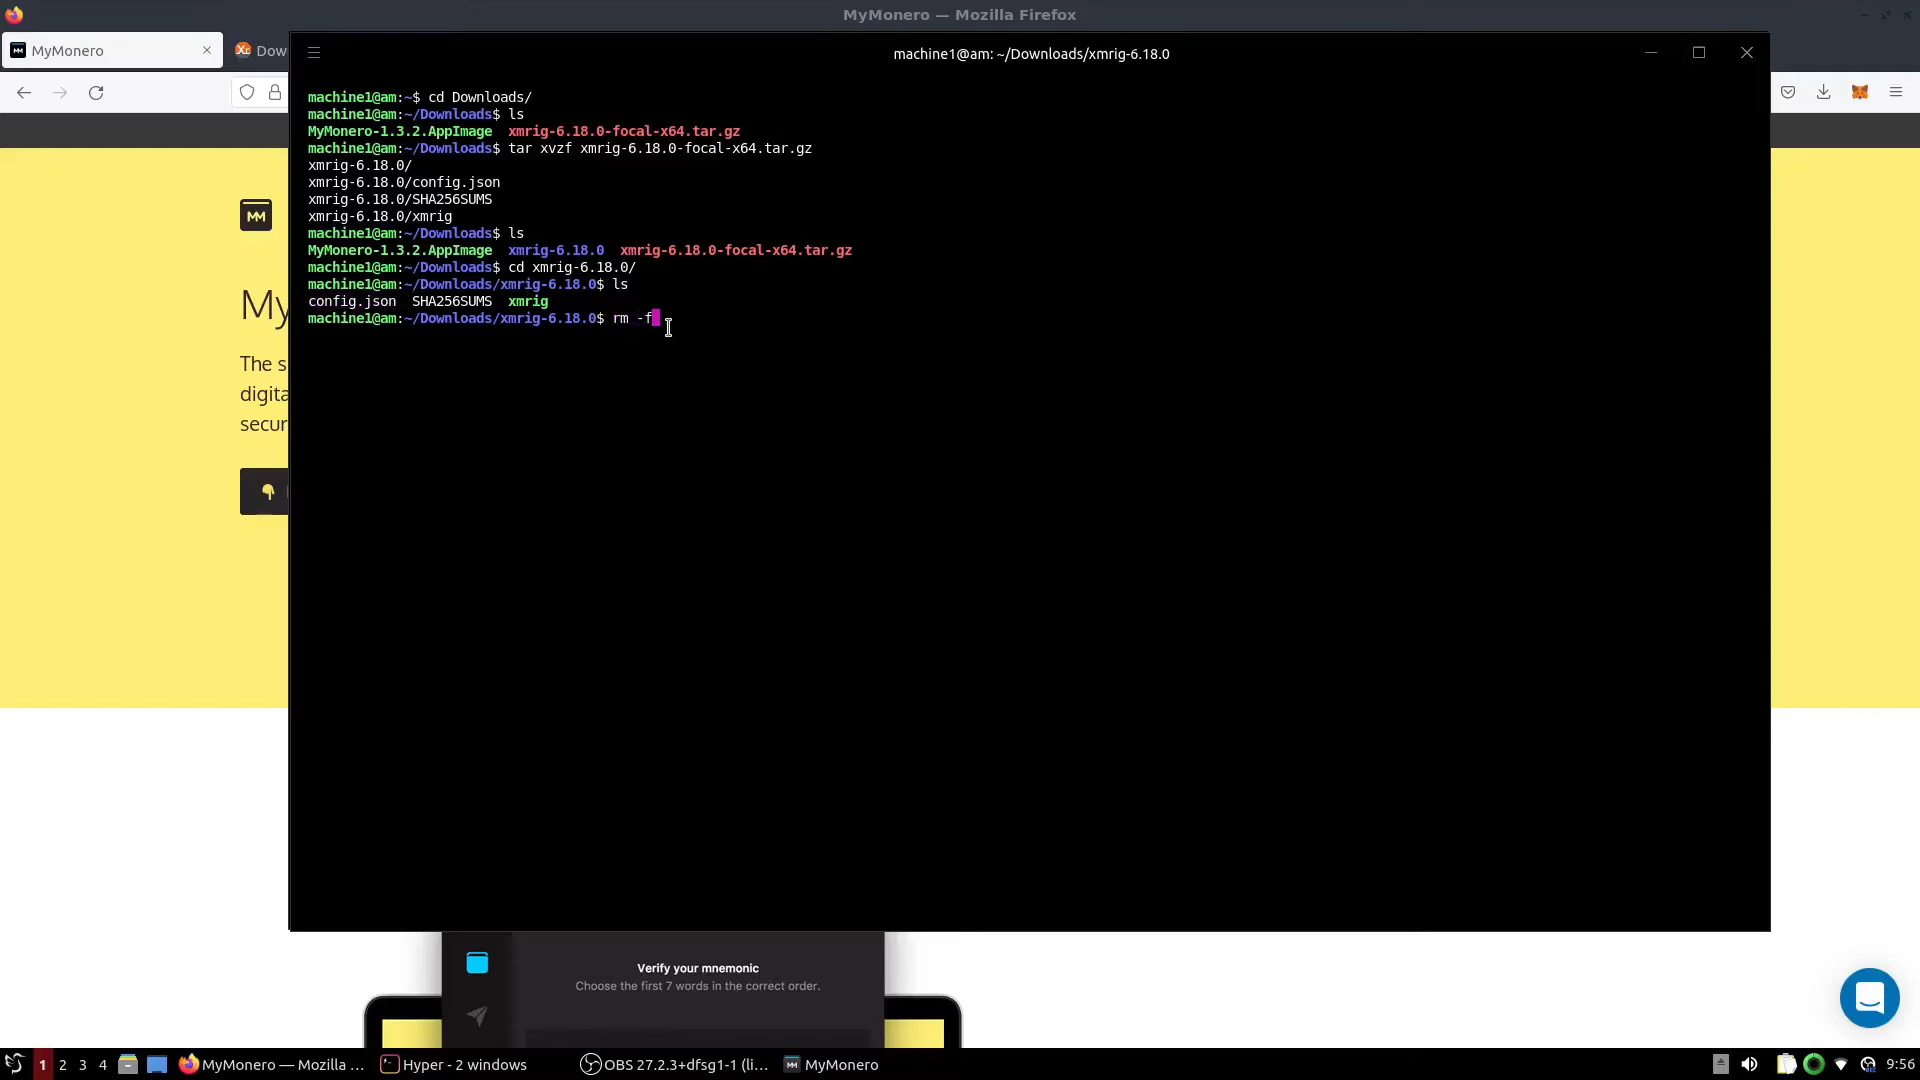 MyMonero — Mozilla Firefox
MyMonero
Dow
machine1@am: ~/Downloads/xmrig-6.18.0
machine1@am:~$ cd Downloads/
machine1@am:~/Downloads$ ls
MyMonero-1.3.2.AppImage  xmrig-6.18.0-focal-x64.tar.gz
machine1@am:~/Downloads$ tar xvzf xmrig-6.18.0-focal-x64.tar.gz
xmrig-6.18.0/
xmrig-6.18.0/config.json
xmrig-6.18.0/SHA256SUMS
xmrig-6.18.0/xmrig
machine1@am:~/Downloads$ ls
MyMonero-1.3.2.AppImage  xmrig-6.18.0  xmrig-6.18.0-focal-x64.tar.gz
machine1@am:~/Downloads$ cd xmrig-6.18.0/
machine1@am:~/Downloads/xmrig-6.18.0$ ls
config.json  SHA256SUMS  xmrig
machine1@am:~/Downloads/xmrig-6.18.0$ rm -f
MM
My
The s
digita
secur
Verify your mnemonic
Choose the first 7 words in the correct order.
1 2 3 4 MyMonero — Mozilla ... Hyper - 2 windows OBS 27.2.3+dfsg1-1 (li... MyMonero 9:56